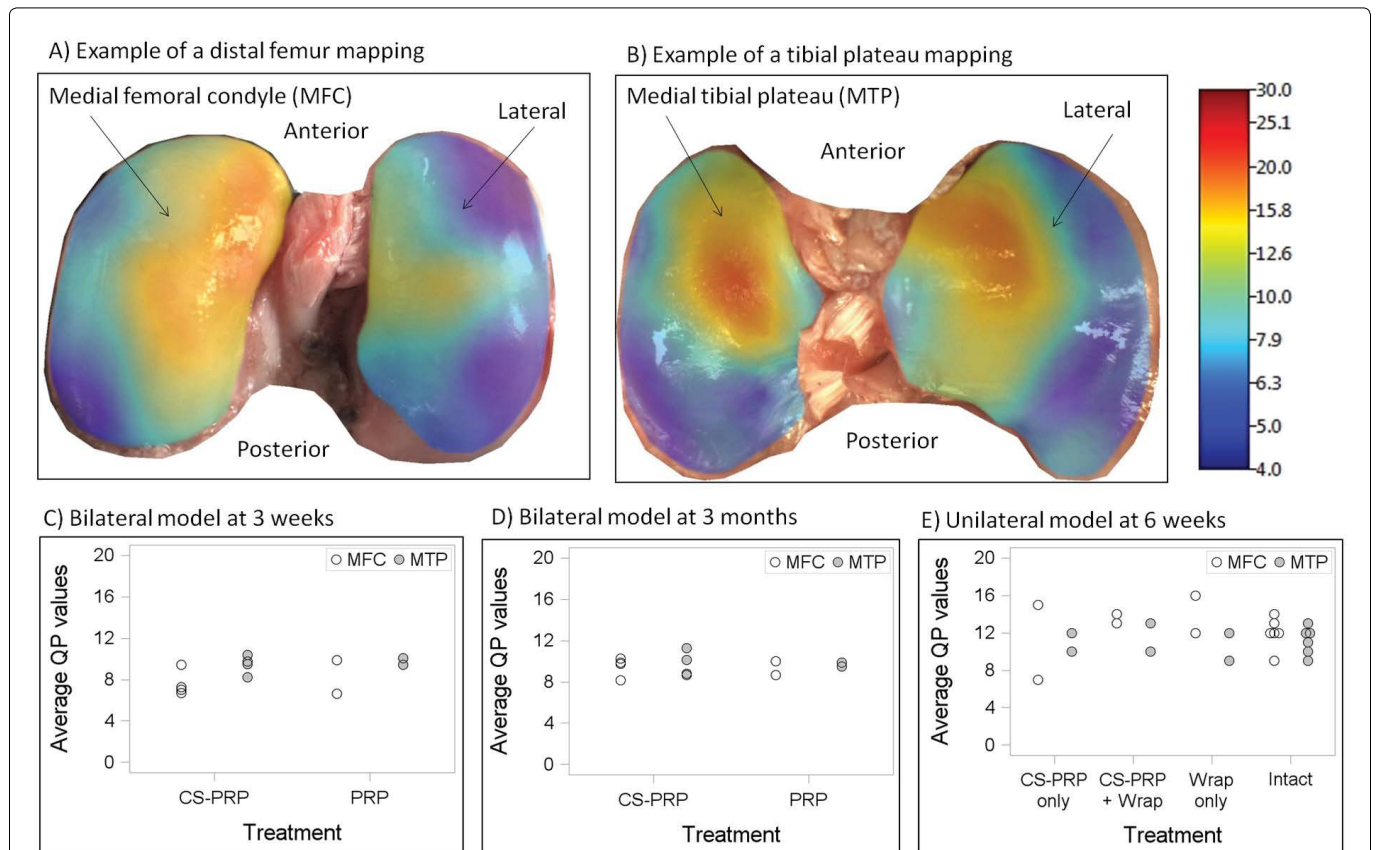 A) Example of a distal femur mapping
Medial femoral condyle (MFC)
Lateral
Anterior
Posterior
B) Example of a tibial plateau mapping
Medial tibial plateau (MTP)
Lateral
Anterior
Posterior
30.0
25.1
20.0
15.8
12.6
10.0
7.9
6.3
5.0
4.0
C) Bilateral model at 3 weeks
MFC MTP
Average QP values
20
16
12
8
4
0
CS-PRP PRP
Treatment
D) Bilateral model at 3 months
MFC MTP
Average QP values
20
16
12
8
4
0
CS-PRP PRP
Treatment
E) Unilateral model at 6 weeks
MFC MTP
Average QP values
20
16
12
8
4
0
CS-PRP only
CS-PRP + Wrap
Wrap only
Intact
Treatment